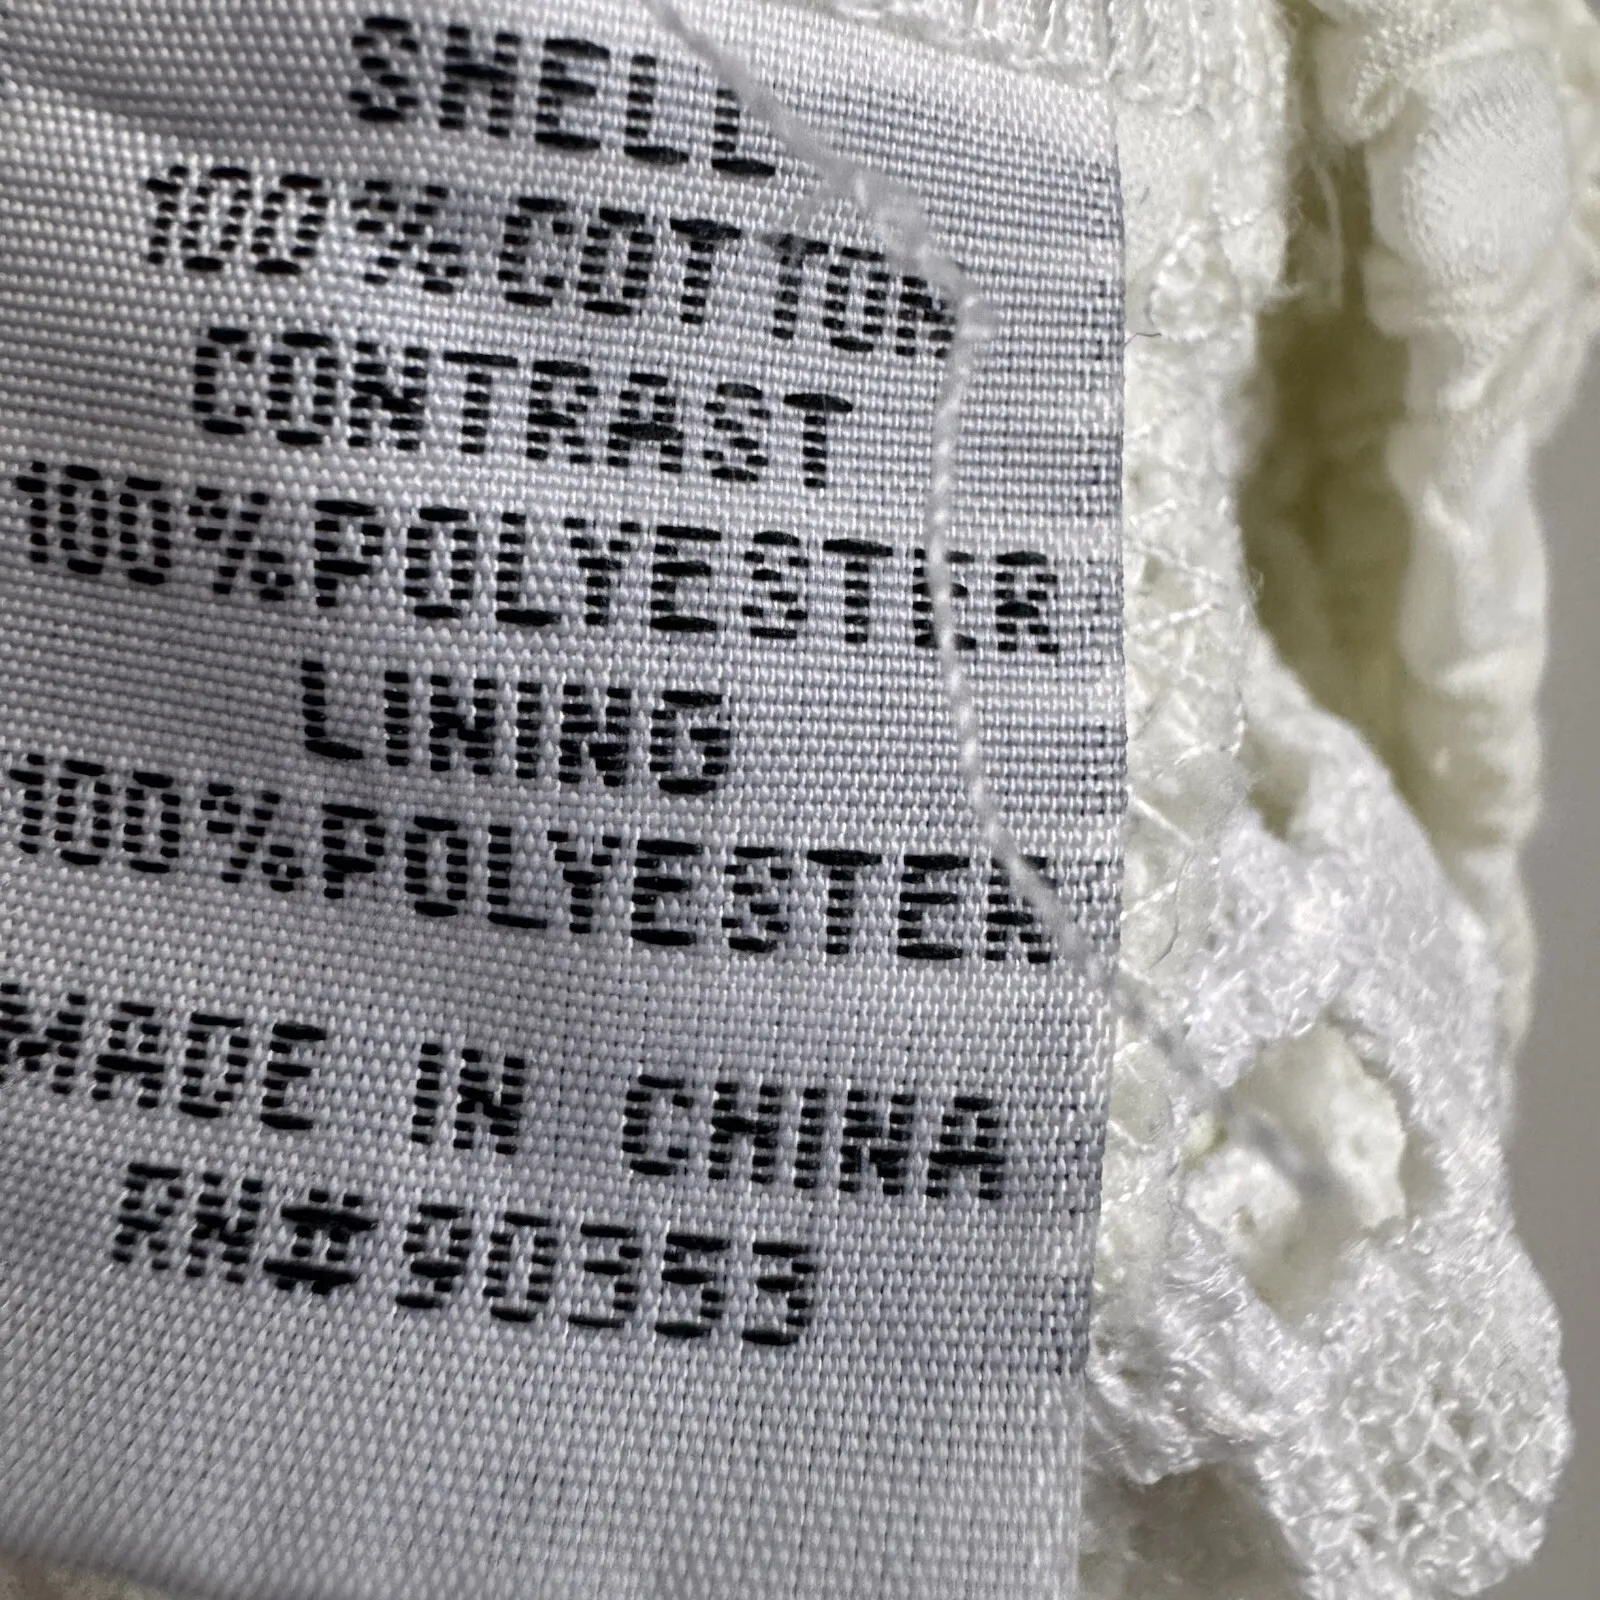 SHELL
100% COTTON
CONTRAST
100% POLYESTER
LINING
100% POLYESTER
MADE IN CHINA
RN# 90353